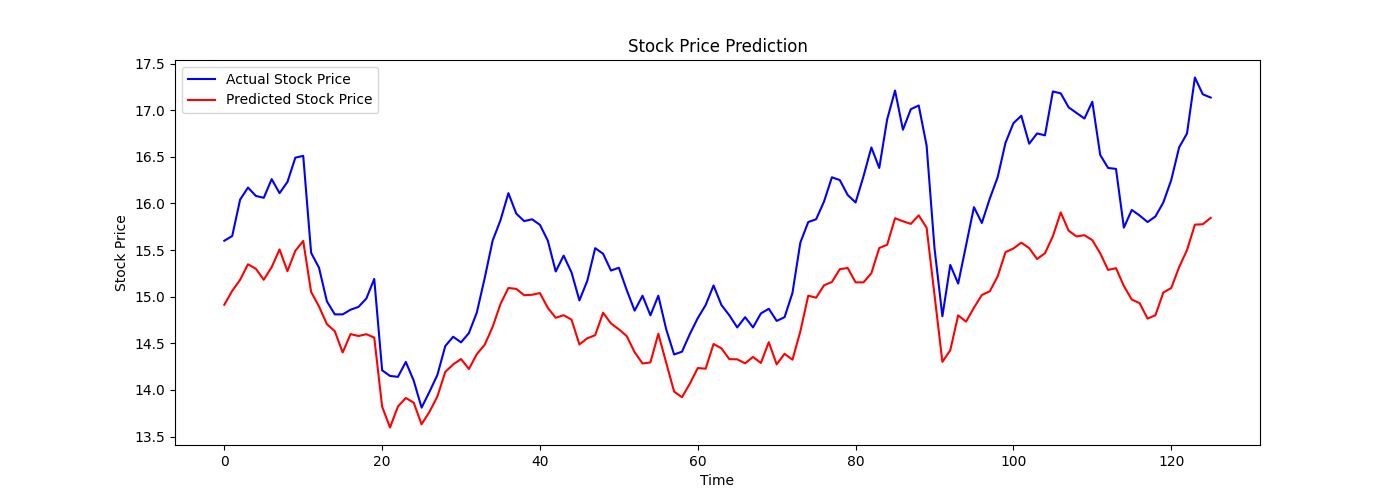 Stock Price Prediction
Actual Stock Price
Predicted Stock Price
Stock Price
17.5
17.0
16.5
16.0
15.5
15.0
14.5
14.0
13.5
0 20 40 60 80 100 120
Time